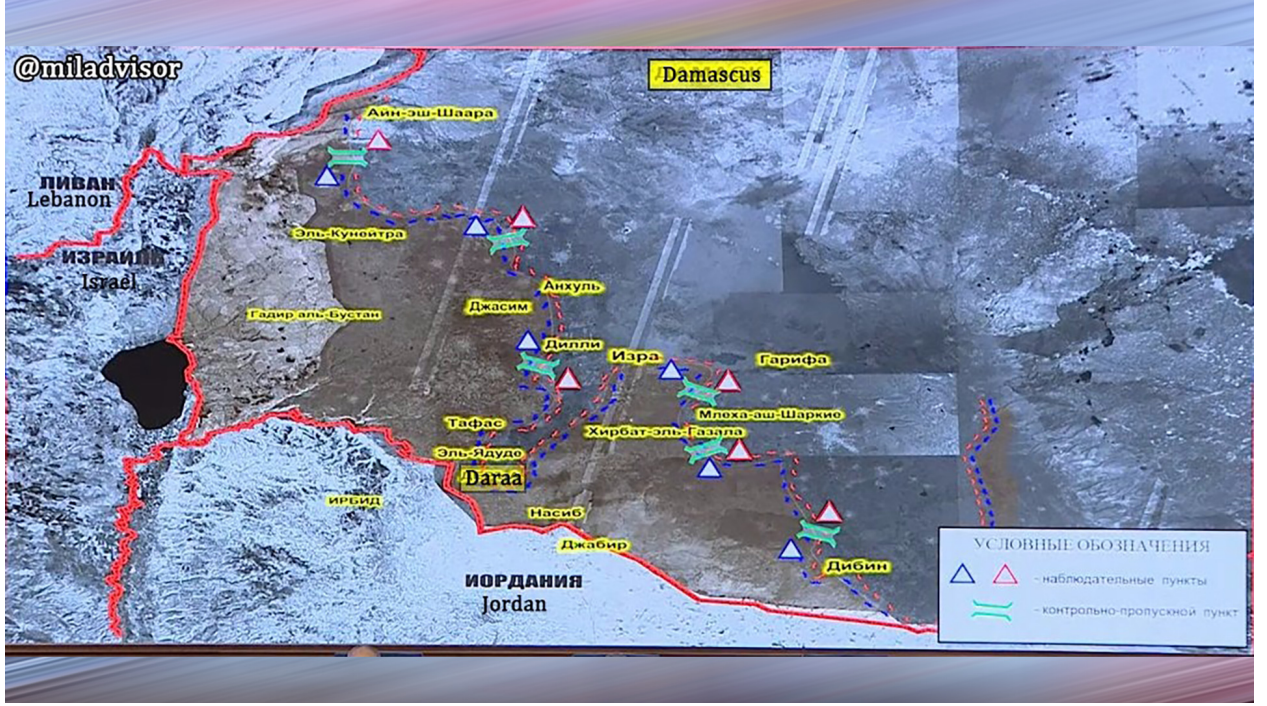 @miladvisor
Damascus
Айн-эш-Шаара
ЛИВАН
Lebanon
Эль-Кунейтра
ИЗРАИЛЬ
Israel
Анхуль
Джасим
Гадир аль-Бустан
Дилли
Изра
Гарифа
Млеха-аш-Шаркие
Тафас
Хирбат-эль-Газала
Эль-Ядуде
Daraa
ИРБИД
Насиб
Джабир
ИОРДАНИЯ
Jordan
Дибин
УСЛОВНЫЕ ОБОЗНАЧЕНИЯ
- наблюдательные пункты
- контрольно-пропускной пункт